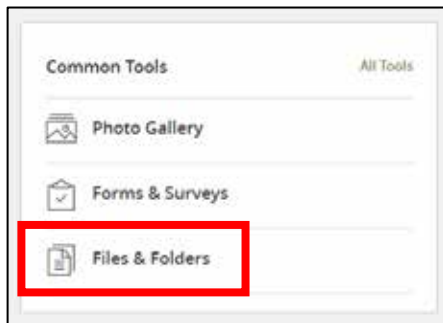 Common Tools All Tools
Photo Gallery
Forms & Surveys
Files & Folders